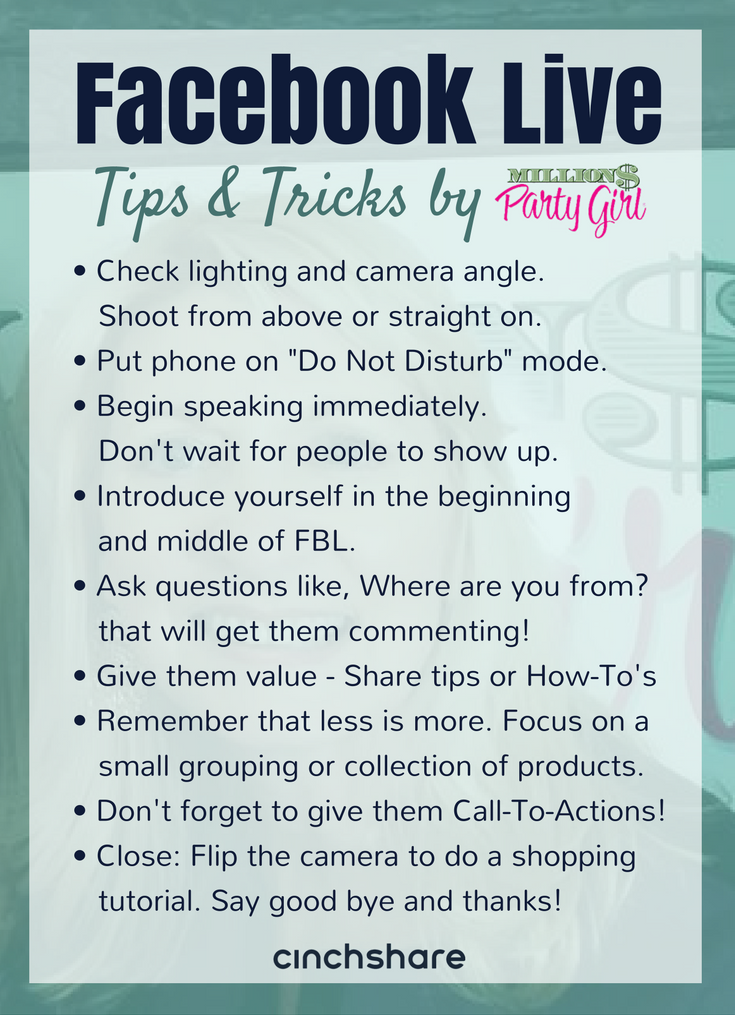 Facebook Live
Tips & Tricks by MILLION$ Party Girl
• Check lighting and camera angle.
Shoot from above or straight on.
• Put phone on "Do Not Disturb" mode.
• Begin speaking immediately.
Don't wait for people to show up.
• Introduce yourself in the beginning
and middle of FBL.
• Ask questions like, Where are you from?
that will get them commenting!
• Give them value - Share tips or How-To's
• Remember that less is more. Focus on a
small grouping or collection of products.
• Don't forget to give them Call-To-Actions!
• Close: Flip the camera to do a shopping
tutorial. Say good bye and thanks!
cinchshare